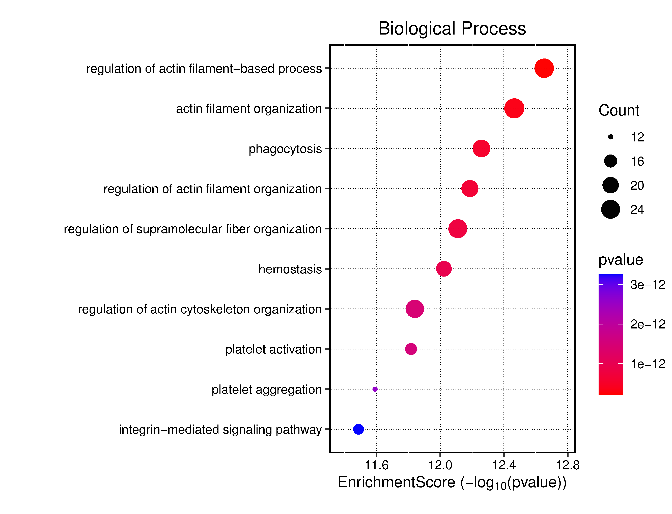 Biological Process
regulation of actin filament−based process
actin filament organization
phagocytosis
regulation of actin filament organization
regulation of supramolecular fiber organization
hemostasis
regulation of actin cytoskeleton organization
platelet activation
platelet aggregation
integrin−mediated signaling pathway
11.6 12.0 12.4 12.8
EnrichmentScore (−log10(pvalue))
Count
12
16
20
24
pvalue
3e−12
2e−12
1e−12